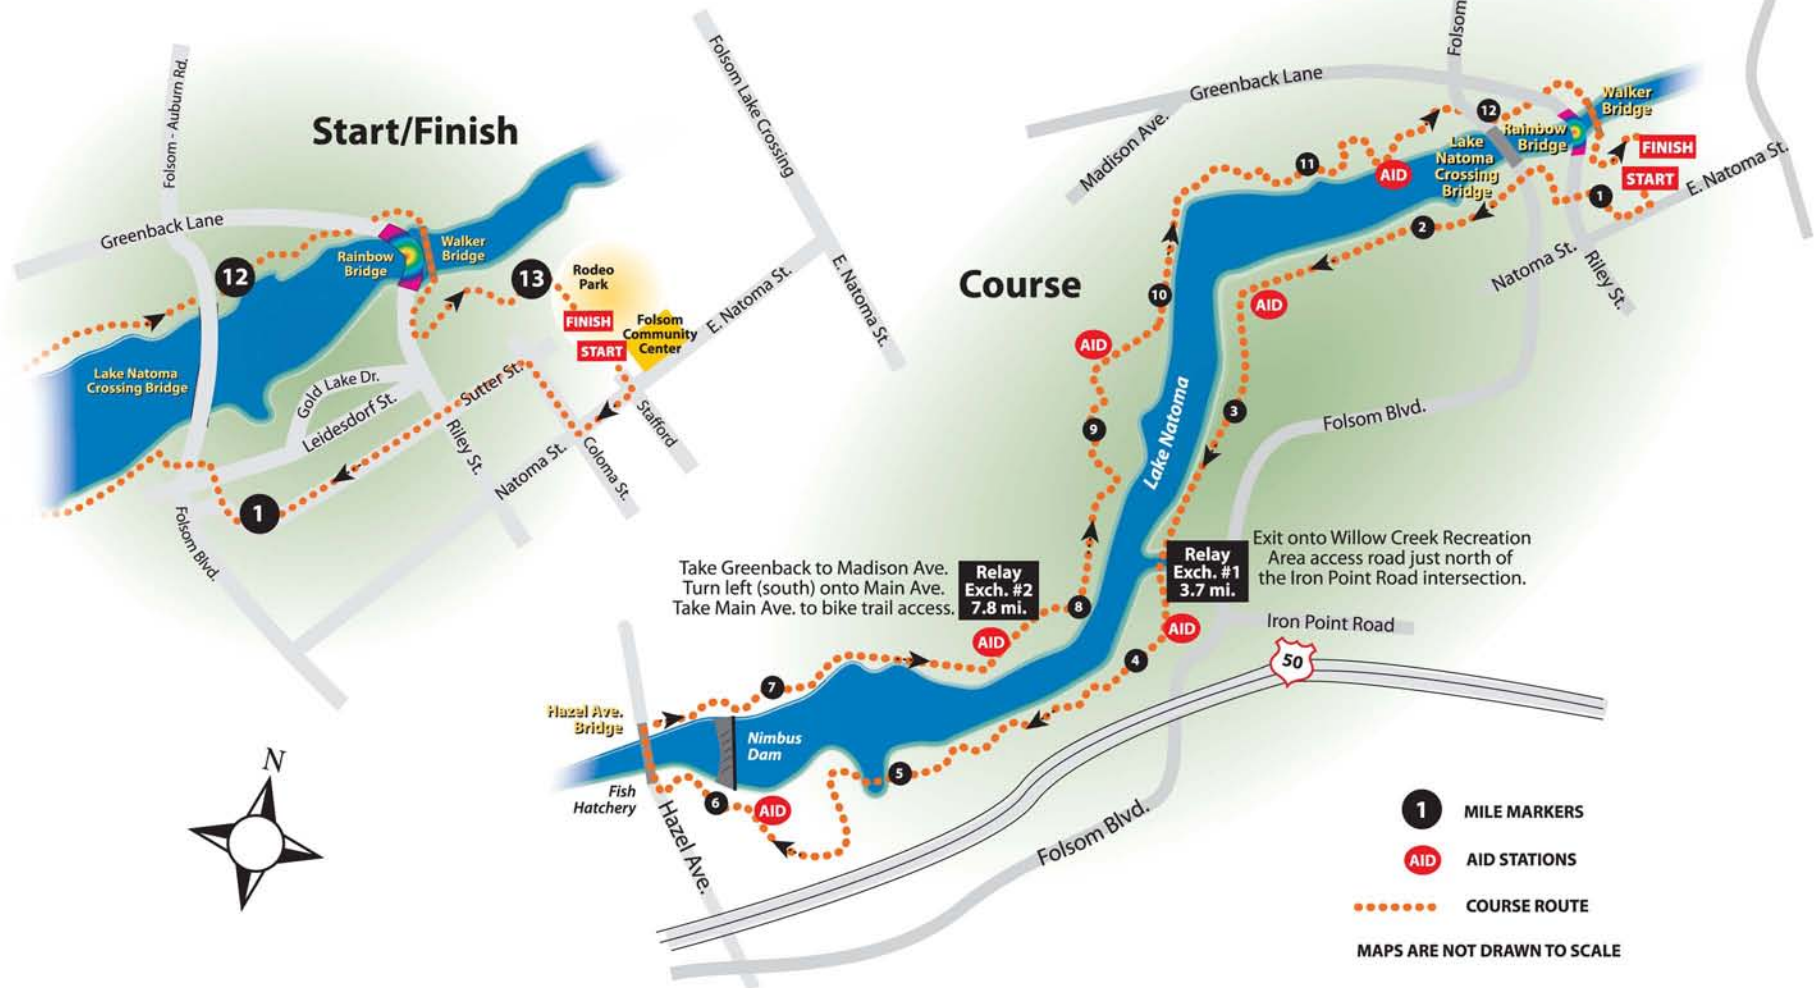 Start/Finish
Folsom - Auburn Rd.
Greenback Lane
Rainbow
Bridge
Walker
Bridge
12
13
Rodeo
Park
FINISH
START
Folsom
Community
Center
E. Natoma St.
Folsom Lake Crossing
E. Natoma St.
Lake Natoma
Crossing Bridge
Gold Lake Dr.
Leidesdorf St.
Sutter St.
Riley St.
Natoma St.
Coloma St.
Stafford
1
Folsom Blvd.
N
Course
Folsom
Greenback Lane
Madison Ave.
Walker
Bridge
Rainbow
Bridge
Lake
Natoma
Crossing
Bridge
12
11
AID
FINISH
START
1
E. Natoma St.
2
Natoma St.
Riley St.
AID
10
AID
3
9
Lake Natoma
Folsom Blvd.
Relay
Exch. #1
3.7 mi.
Exit onto Willow Creek Recreation
Area access road just north of
the Iron Point Road intersection.
Take Greenback to Madison Ave.
Turn left (south) onto Main Ave.
Take Main Ave. to bike trail access.
Relay
Exch. #2
7.8 mi.
8
AID
AID
Iron Point Road
50
4
7
Hazel Ave.
Bridge
Nimbus
Dam
5
6
AID
Fish
Hatchery
Hazel Ave.
Folsom Blvd.
1 MILE MARKERS
AID AID STATIONS
COURSE ROUTE
MAPS ARE NOT DRAWN TO SCALE